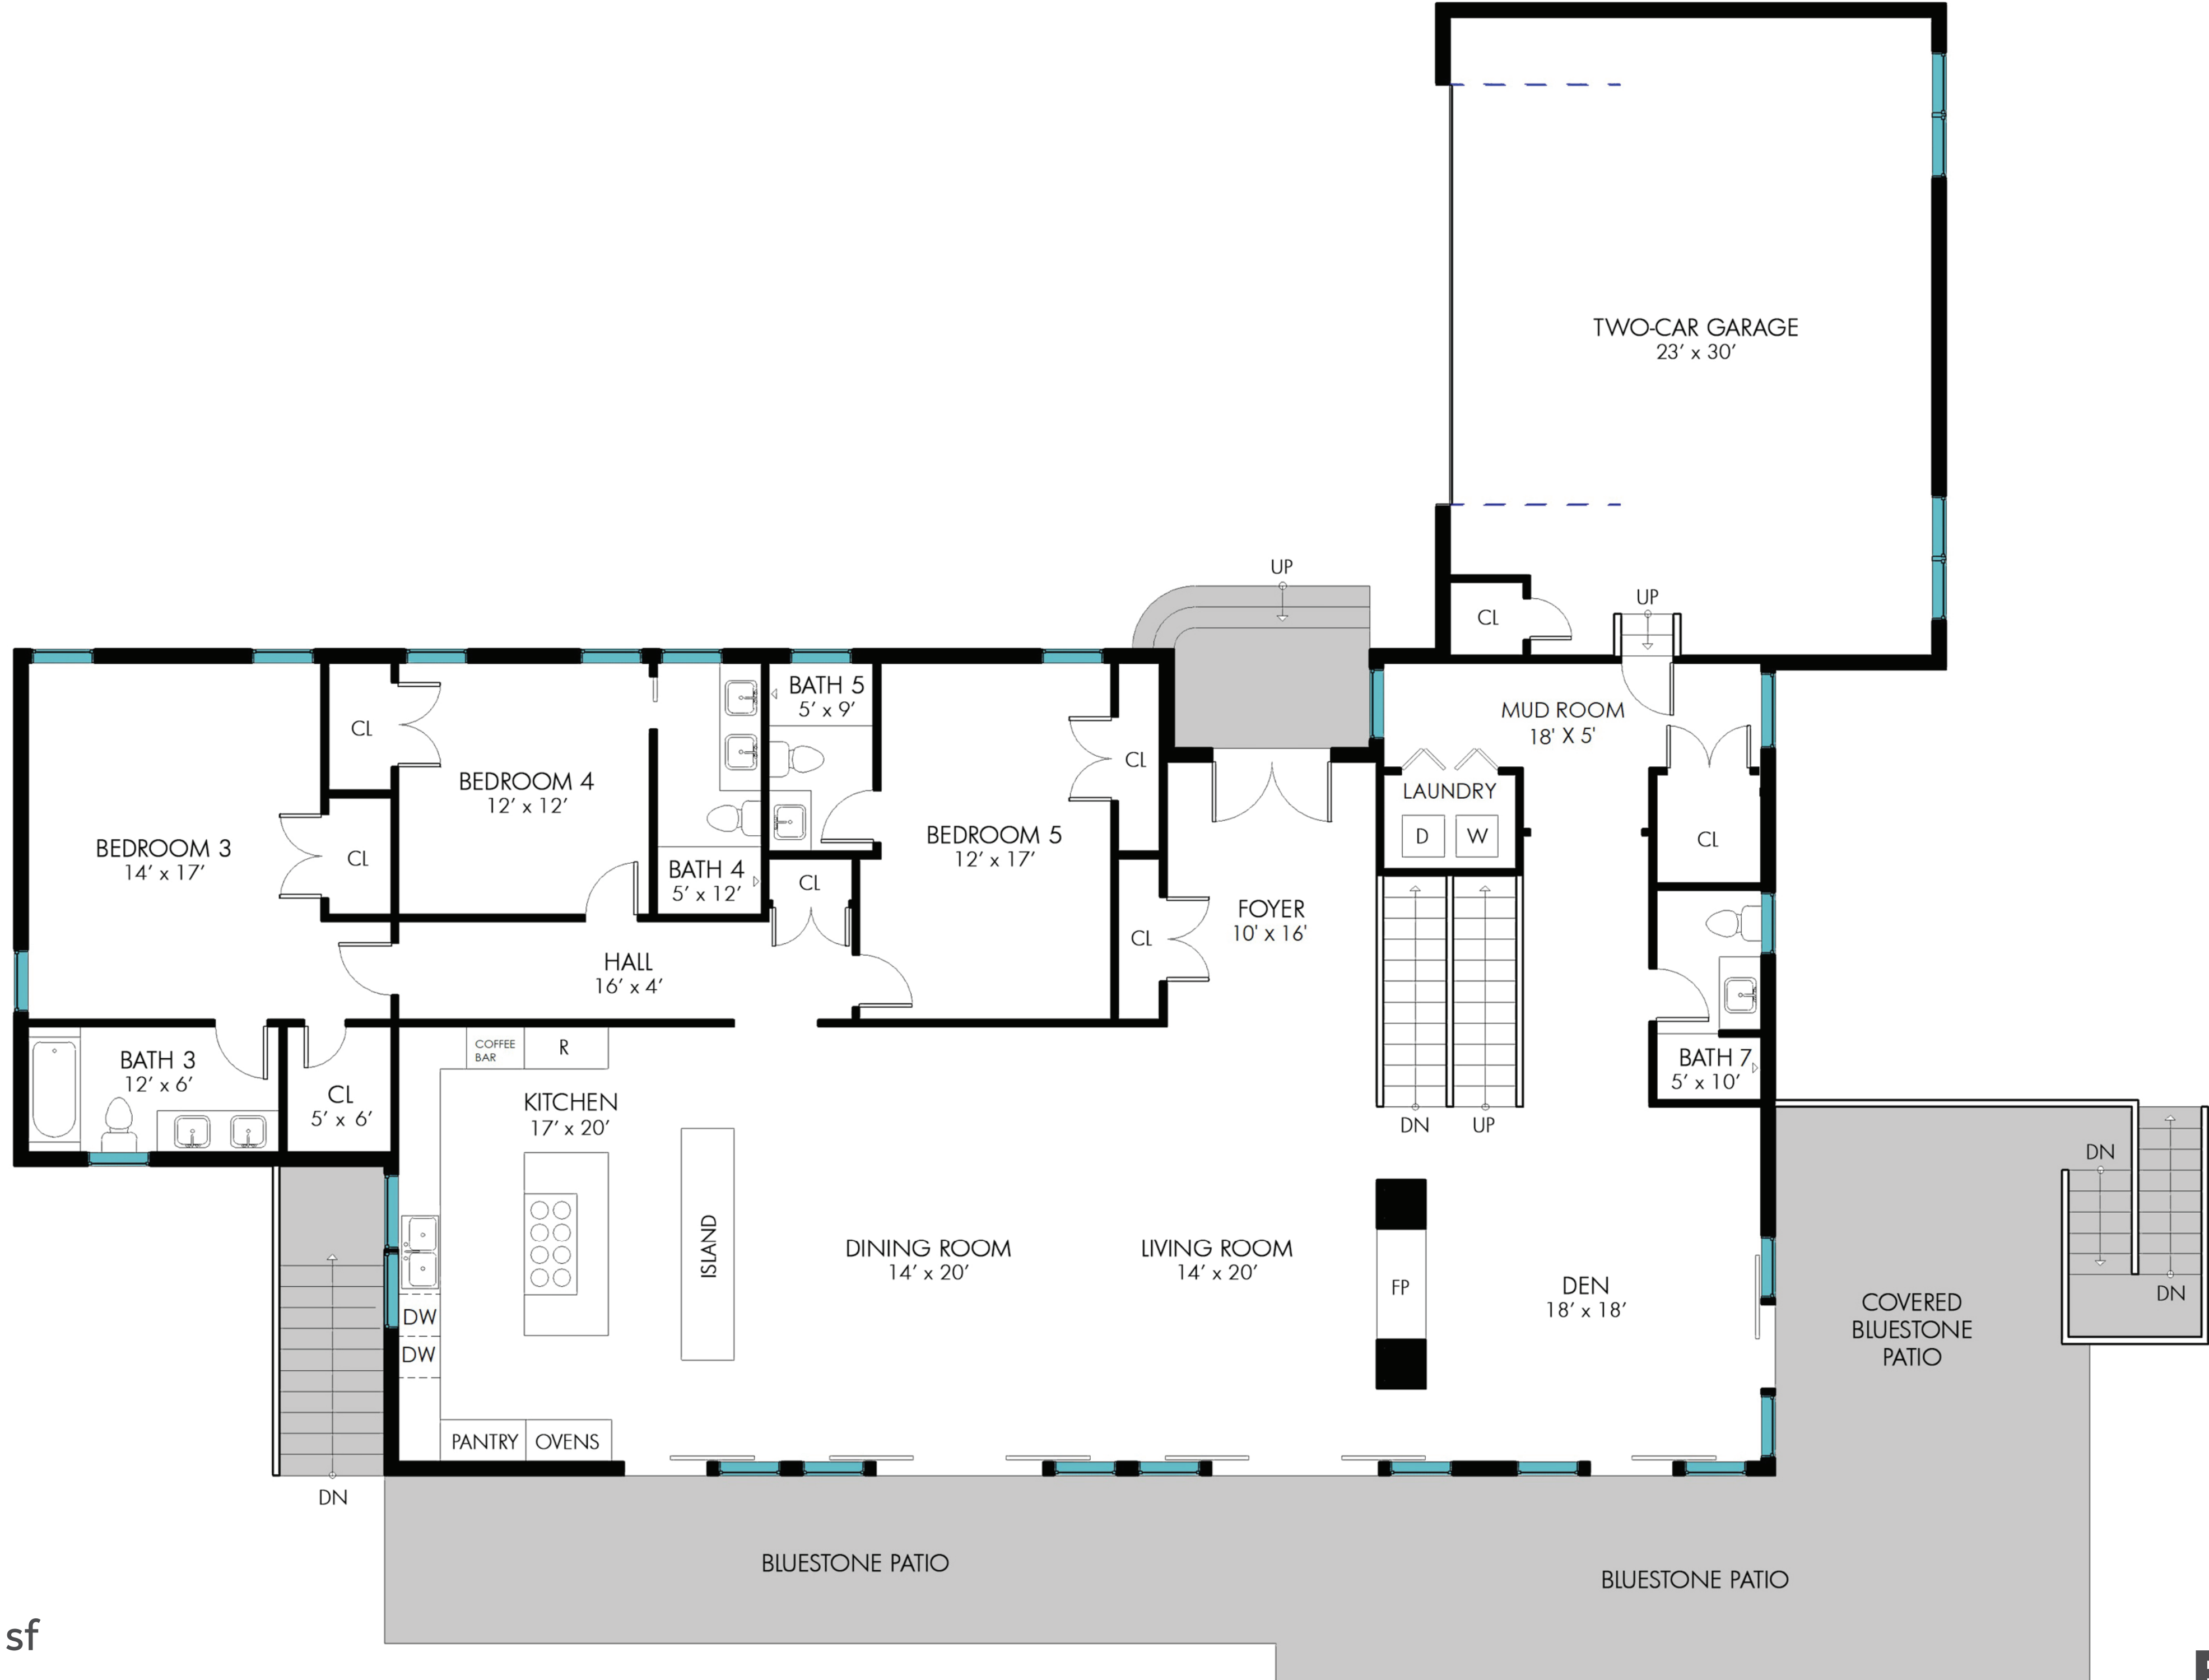 TWO-CAR GARAGE
23' x 30'
UP
UP
CL
BATH 5
5' x 9'
MUD ROOM
18' X 5'
CL
CL
BEDROOM 4
12' x 12'
LAUNDRY
D
W
BEDROOM 3
14' x 17'
CL
BEDROOM 5
12' x 17'
CL
BATH 4
5' x 12'
CL
FOYER
10' x 16'
CL
HALL
16' x 4'
COFFEE
BAR
R
BATH 3
12' x 6'
CL
5' x 6'
BATH 7
5' x 10'
KITCHEN
17' x 20'
DN
UP
DN
ISLAND
DINING ROOM
14' x 20'
LIVING ROOM
14' x 20'
FP
DEN
18' x 18'
DN
COVERED
BLUESTONE
PATIO
DW
DW
PANTRY
OVENS
DN
BLUESTONE PATIO
BLUESTONE PATIO
sf